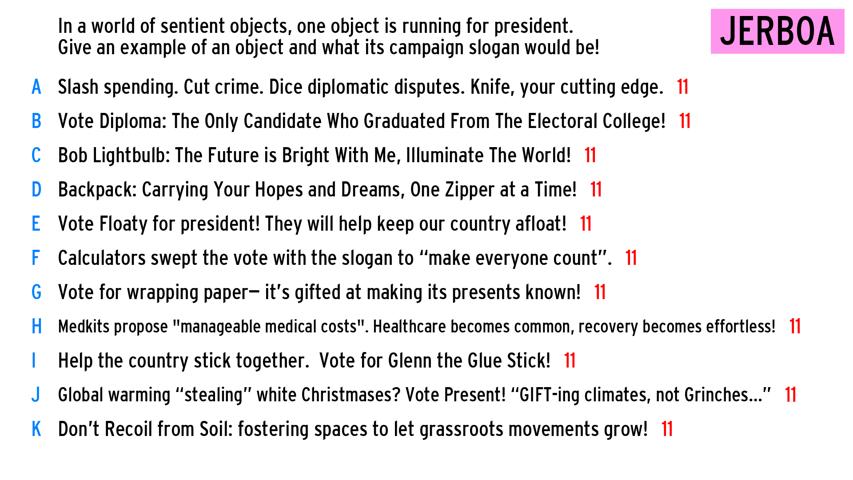 In a world of sentient objects, one object is running for president.
Give an example of an object and what its campaign slogan would be!
JERBOA
A Slash spending. Cut crime. Dice diplomatic disputes. Knife, your cutting edge. 11
B Vote Diploma: The Only Candidate Who Graduated From The Electoral College! 11
C Bob Lightbulb: The Future is Bright With Me, Illuminate The World! 11
D Backpack: Carrying Your Hopes and Dreams, One Zipper at a Time! 11
E Vote Floaty for president! They will help keep our country afloat! 11
F Calculators swept the vote with the slogan to “make everyone count”. 11
G Vote for wrapping paper— it’s gifted at making its presents known! 11
H Medkits propose "manageable medical costs". Healthcare becomes common, recovery becomes effortless! 11
I Help the country stick together. Vote for Glenn the Glue Stick! 11
J Global warming “stealing” white Christmases? Vote Present! “GIFT-ing climates, not Grinches...” 11
K Don’t Recoil from Soil: fostering spaces to let grassroots movements grow! 11